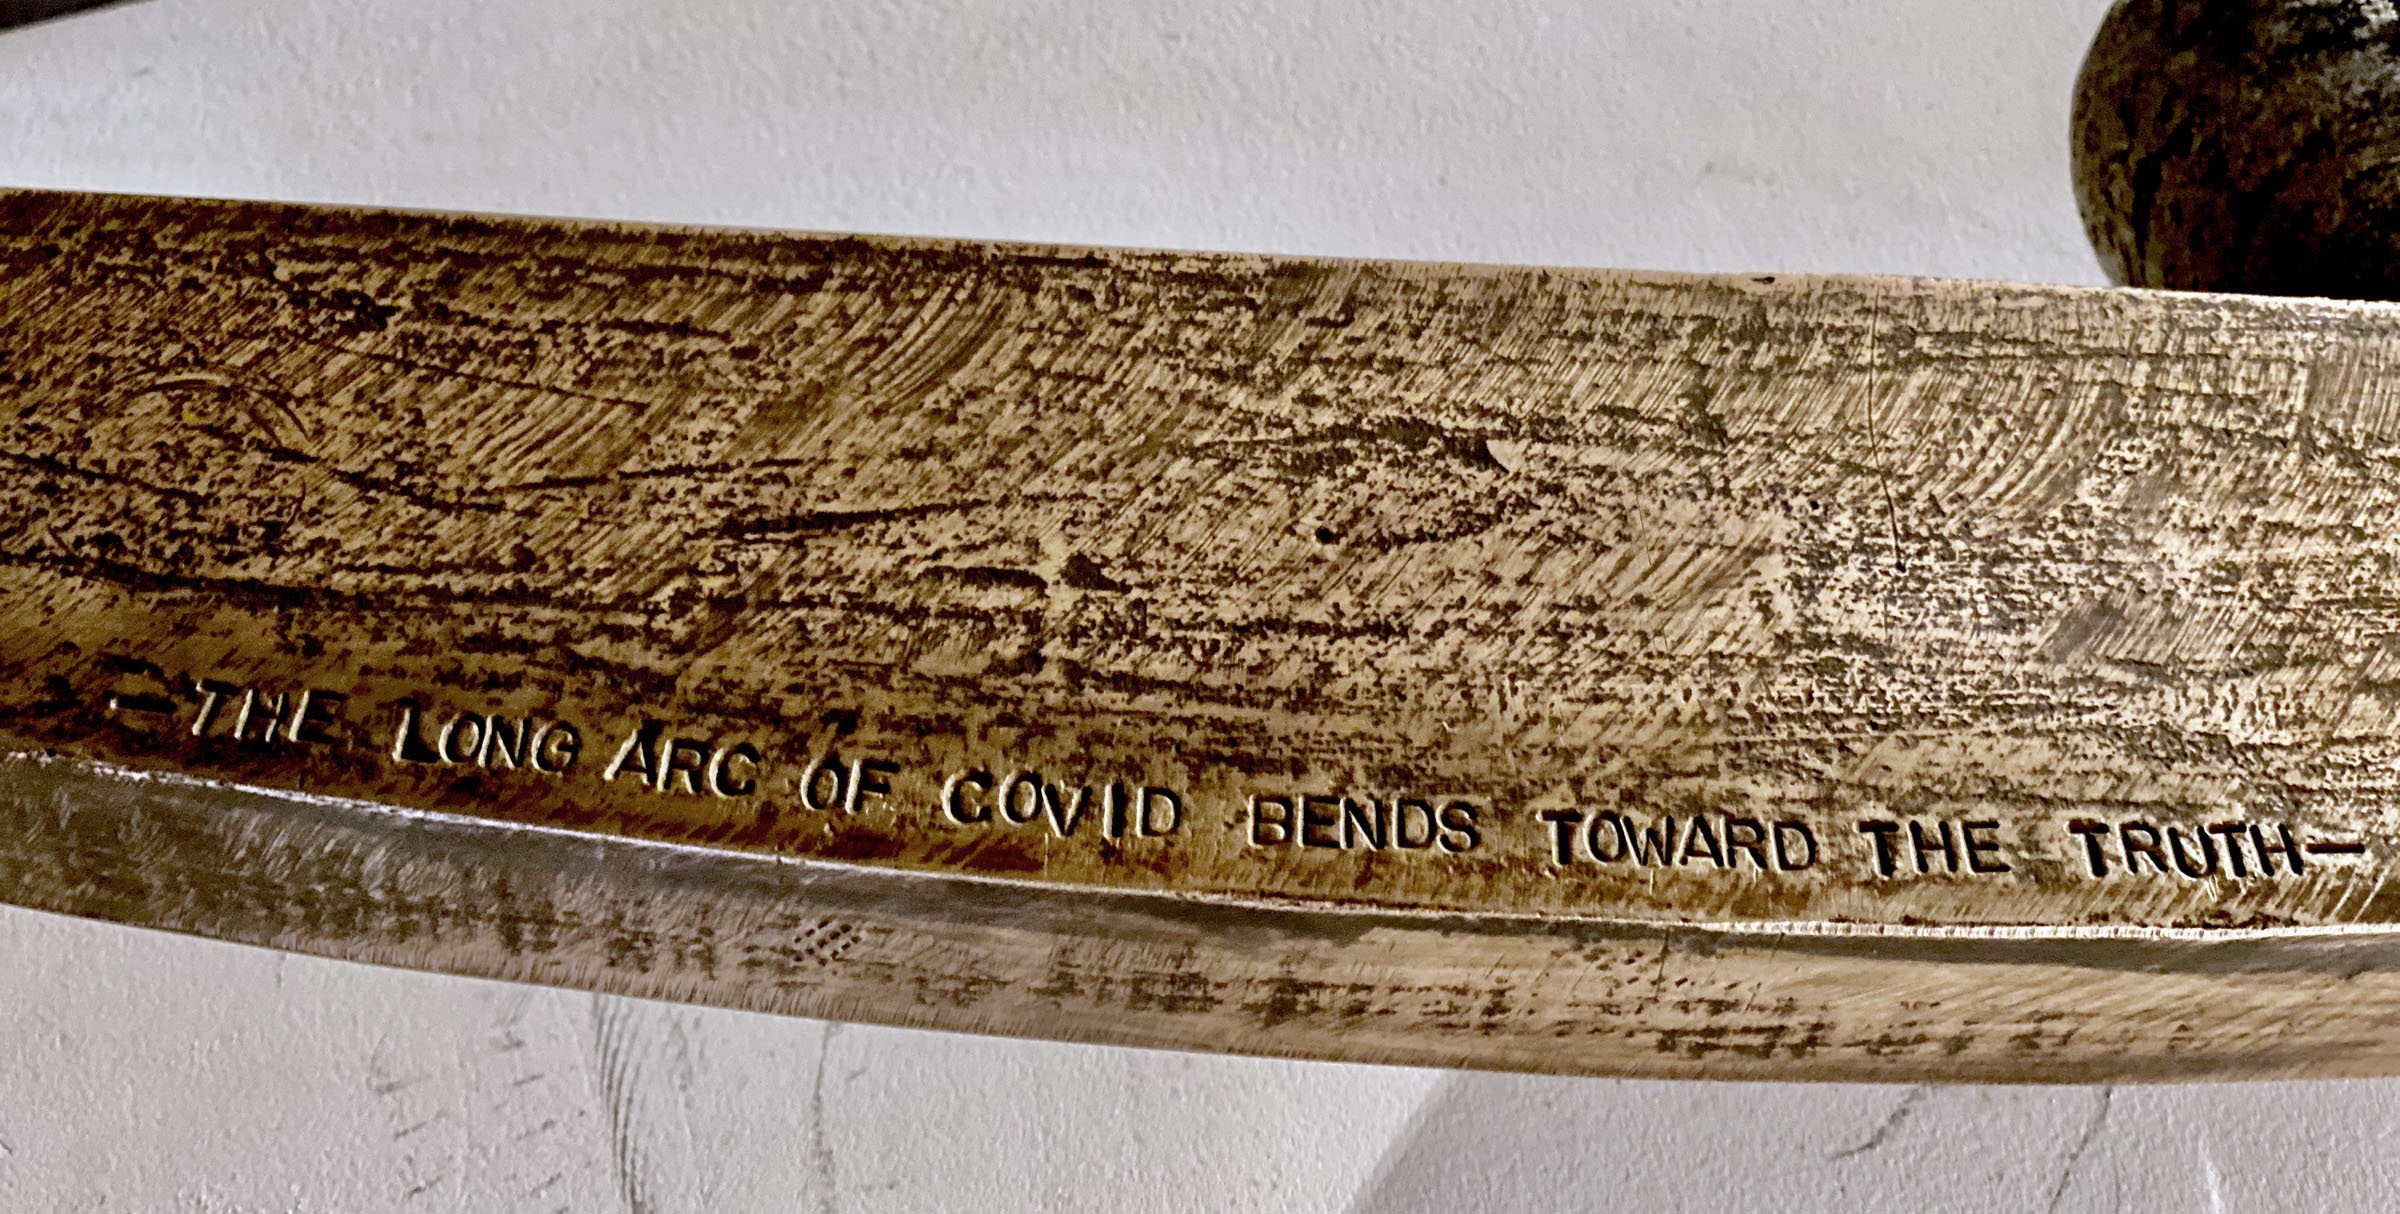 —THE LONG ARC OF COVID BENDS TOWARD THE TRUTH—